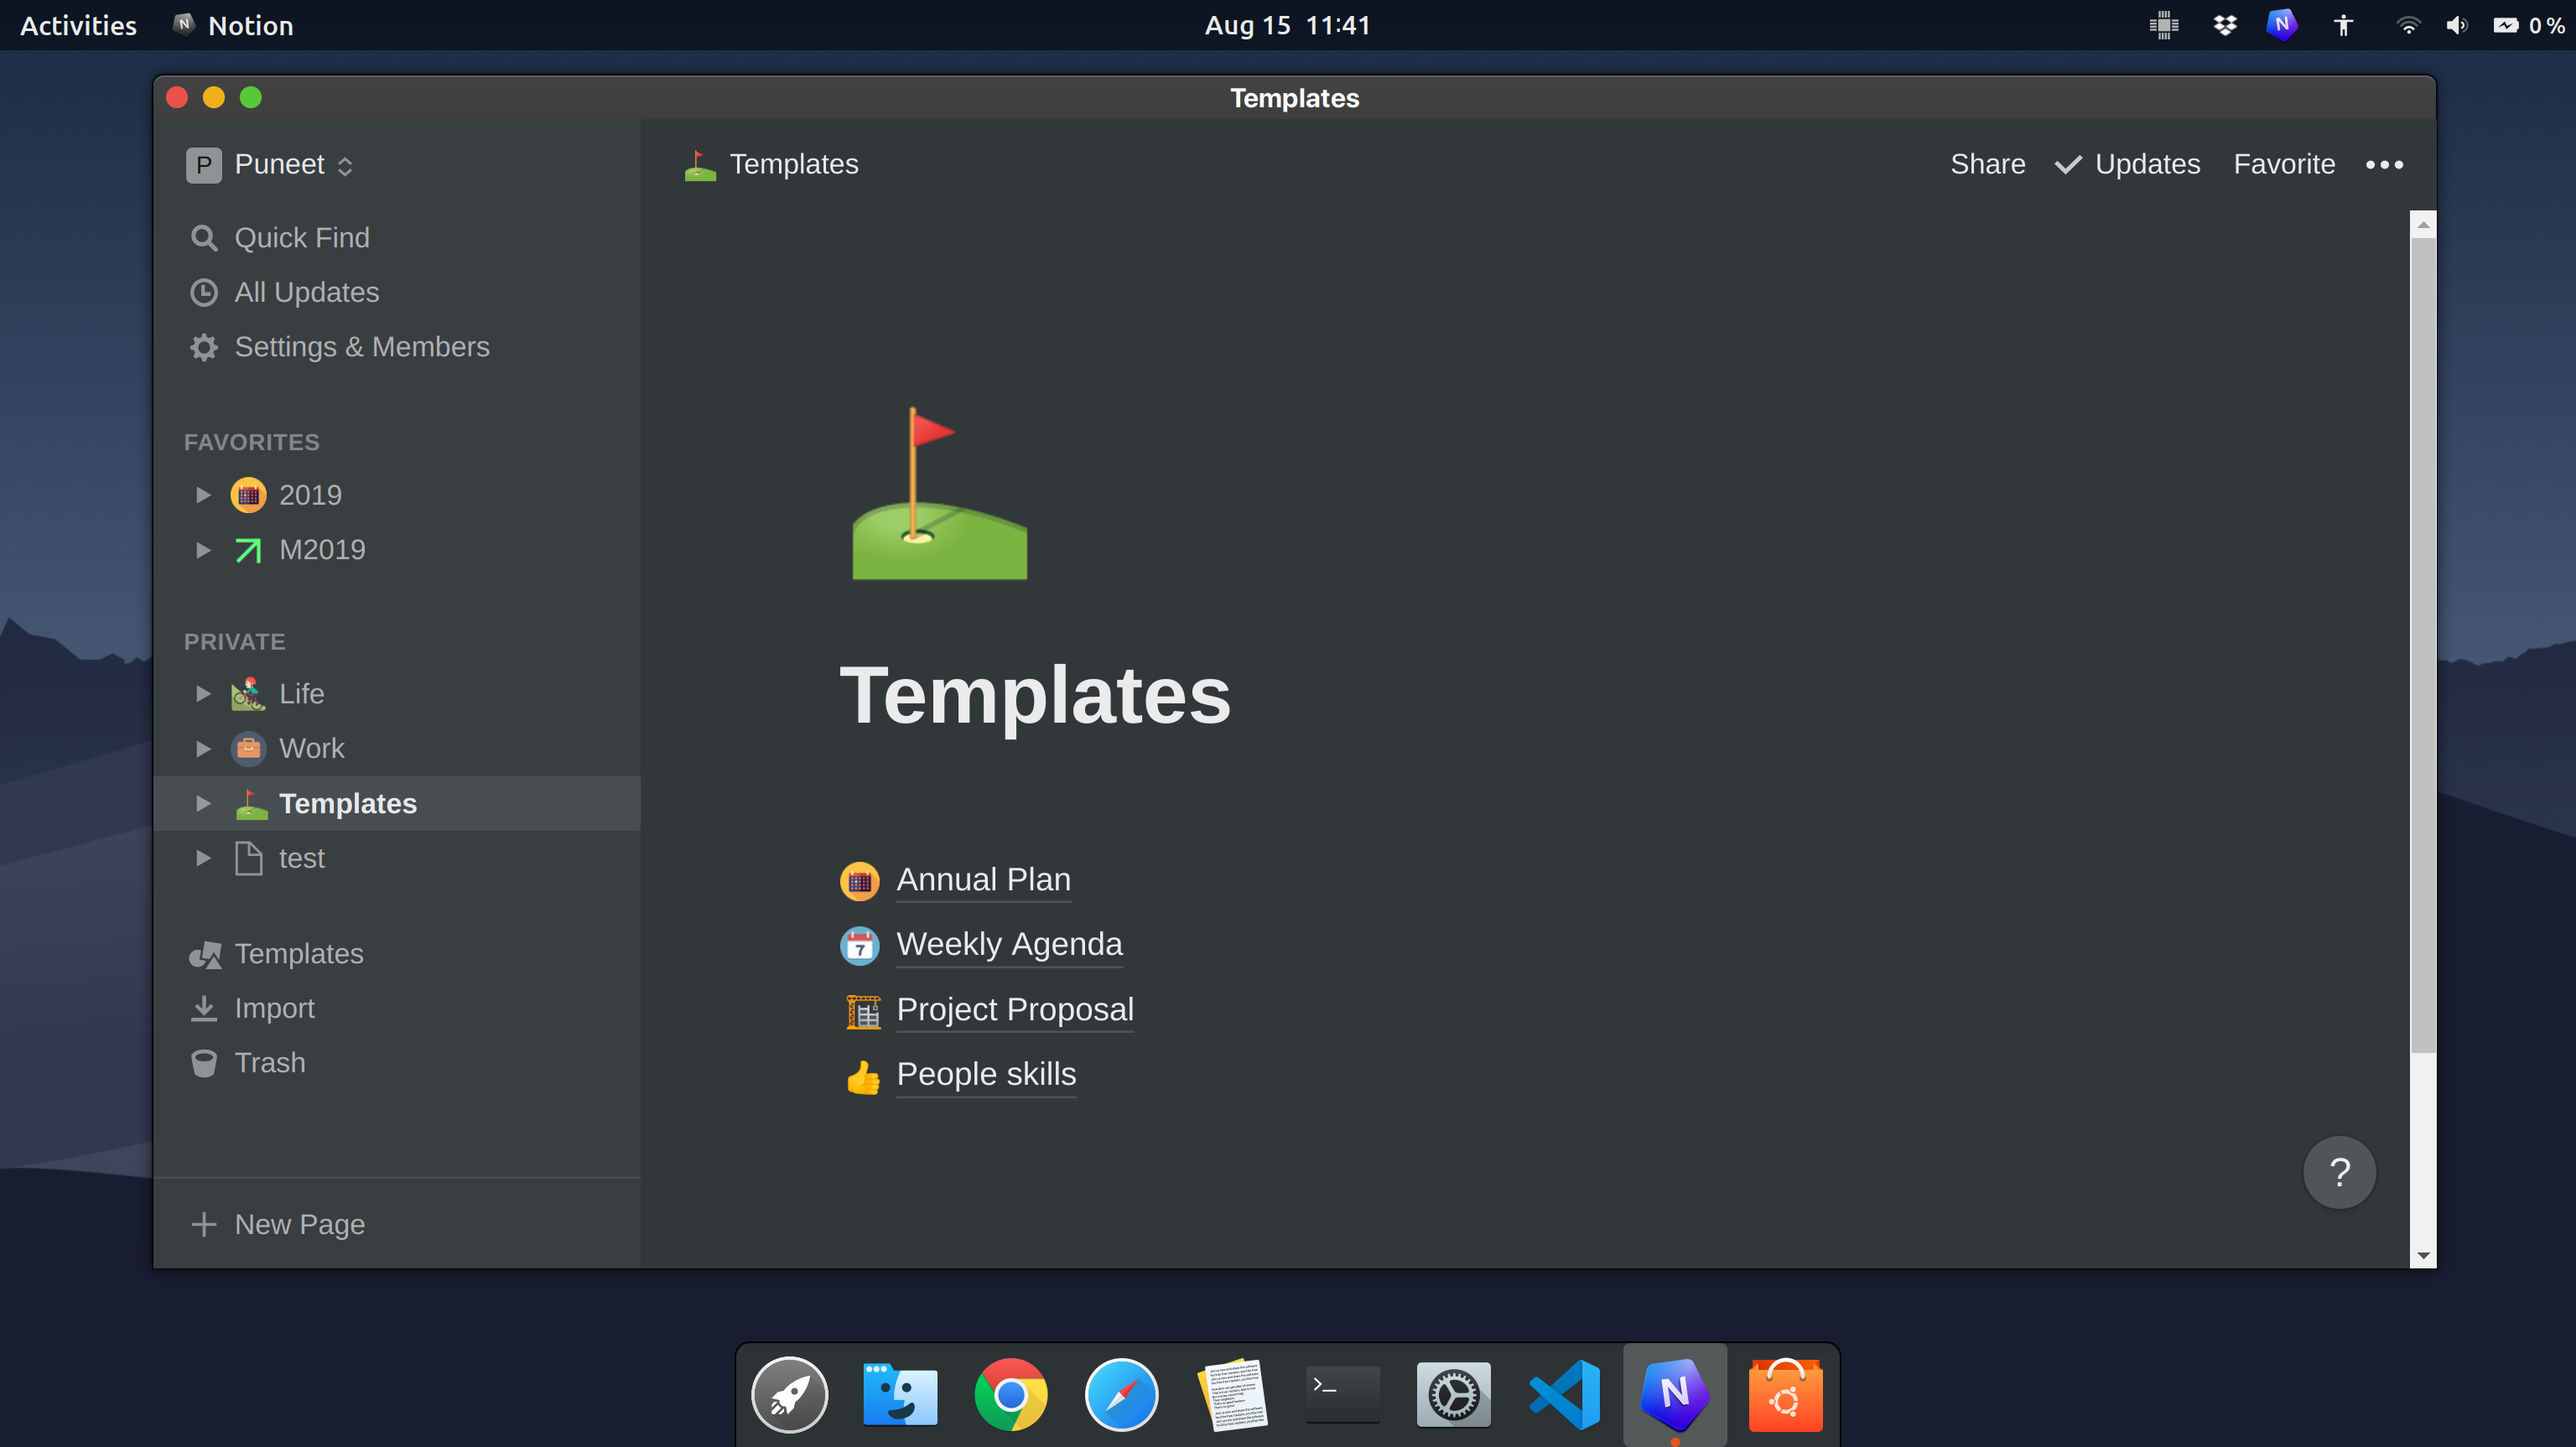 Activities Notion Aug 15 11:41 0 %
Templates
P Puneet
Templates
Share Updates Favorite
Quick Find
All Updates
Settings & Members
FAVORITES
2019
M2019
PRIVATE
Life
Work
Templates
test
Templates
Import
Trash
New Page
Templates
Annual Plan
7 Weekly Agenda
Project Proposal
People skills
?
>_
N